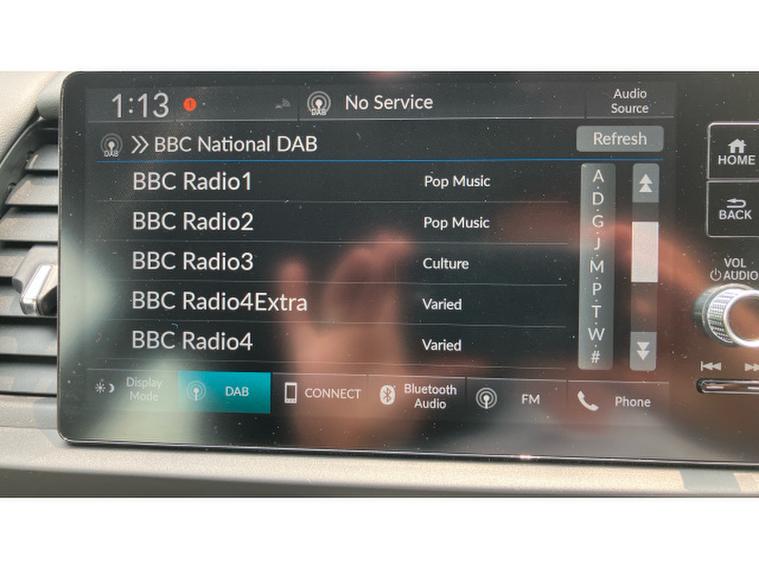 1:13
DAB
No Service
Audio
Source
DAB
BBC National DAB
Refresh
BBC Radio1
Pop Music
BBC Radio2
Pop Music
BBC Radio3
Culture
BBC Radio4Extra
Varied
BBC Radio4
Varied
A
D
G
J
M
P
T
W
#
Display
Mode
DAB
CONNECT
Bluetooth
Audio
FM
Phone
HOME
BACK
VOL
AUDIO